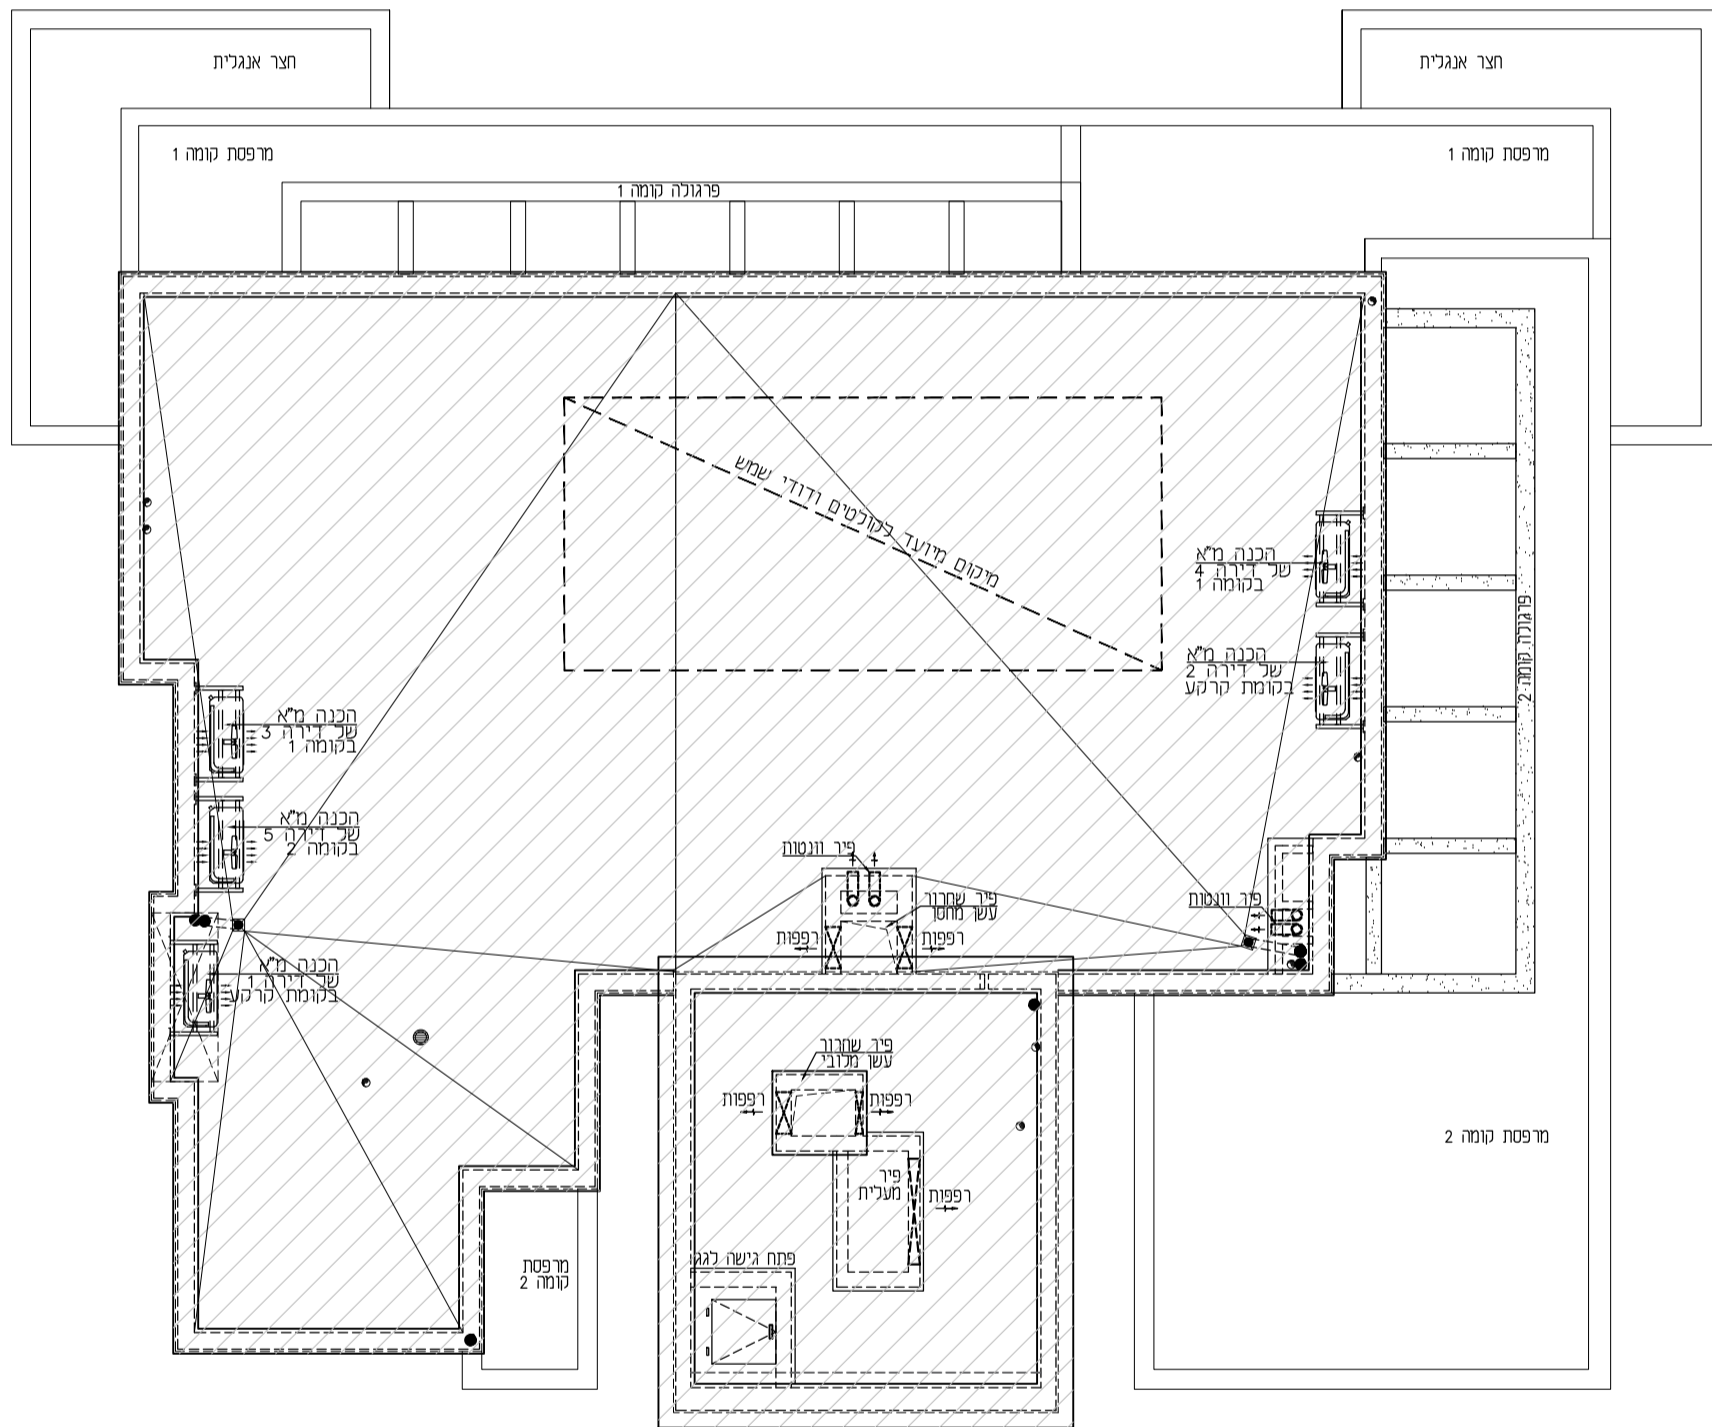 חצר אנגלית
חצר אנגלית
מרפסת קומה 1
מרפסת קומה 1
פרגולה קומה 1
מיקום מיועד לקולטים ודודי שמש
הכנה מ"א
של דירה 4
בקומה 1
הכנה מ"א
של דירה 2
בקומת קרקע
פרגולה קומה 2
הכנה מ"א
של דירה 3
בקומה 1
הכנה מ"א
של דירה 5
בקומה 2
פיר וונטות
פיר וונטות
פיר שחרור
עשן מחסן
רפפות
רפפות
הכנה מ"א
של דירה 1
בקומת קרקע
פיר שחרור
עשן מלובי
רפפות
רפפות
פיר
מעלית
רפפות
מרפסת קומה 2
פתח גישה לגג
מרפסת
קומה 2